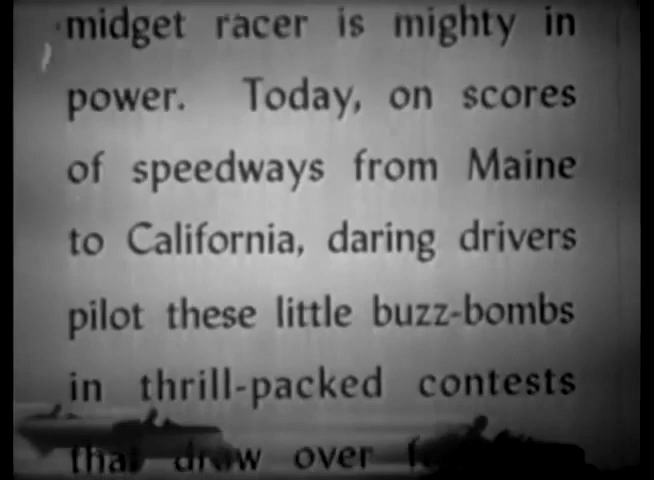 midget racer is mighty in
power. Today, on scores
of speedways from Maine
to California, daring drivers
pilot these little buzz-bombs
in thrill-packed contests
that draw over